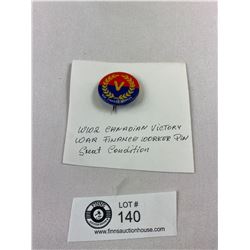 V
WW2 CANADIAN VICTORY
WAR FINANCE WORKER PIN
Great Condition
LOT #
140
www.finnsauctionhouse.com